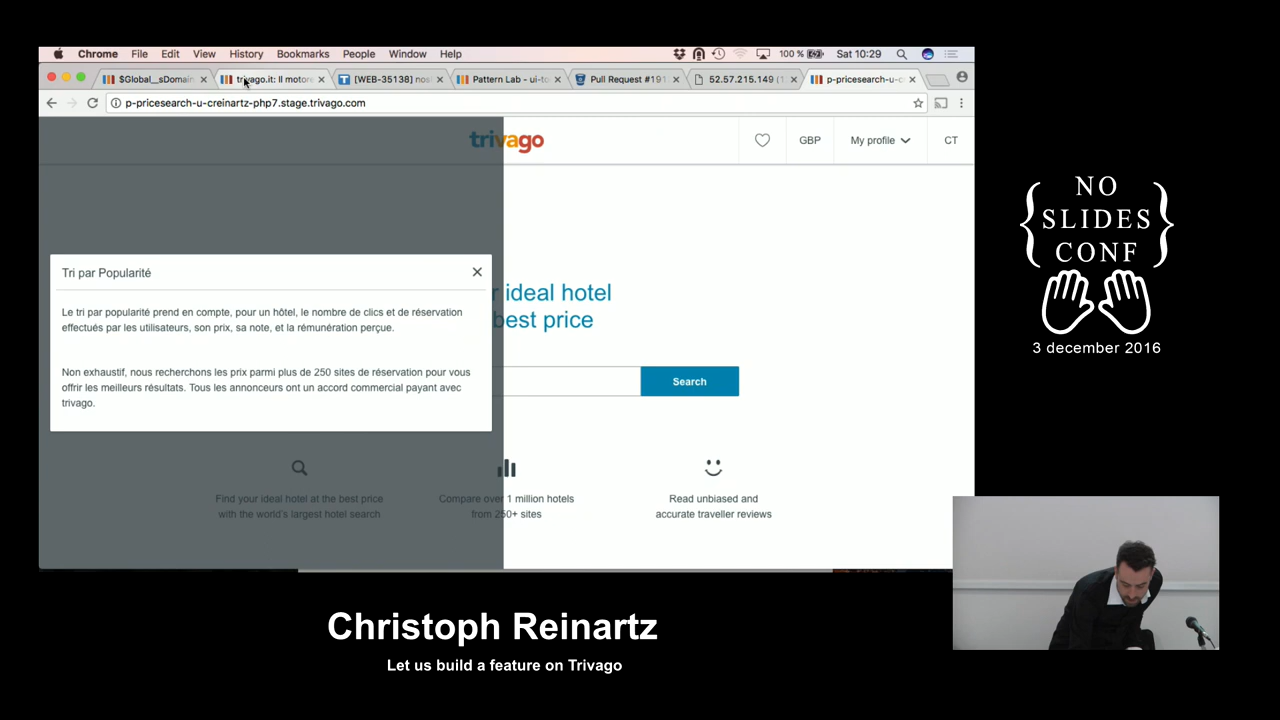 Chrome File Edit View History Bookmarks People Window Help 100 % Sat 10:29
$Global__sDomain trivago.it: Il motore [WEB-35138] nosl Pattern Lab - ui-to Pull Request #191 52.57.215.149 (1 p-pricesearch-u-c
p-pricesearch-u-creinartz-php7.stage.trivago.com
trivago
GBP My profile CT
Tri par Popularité
Le tri par popularité prend en compte, pour un hôtel, le nombre de clics et de réservation
effectués par les utilisateurs, son prix, sa note, et la rémunération perçue.
Non exhaustif, nous recherchons les prix parmi plus de 250 sites de réservation pour vous
offrir les meilleurs résultats. Tous les annonceurs ont un accord commercial payant avec
trivago.
r ideal hotel
best price
Search
Find your ideal hotel at the best price
with the world's largest hotel search
Compare over 1 million hotels
from 250+ sites
Read unbiased and
accurate traveller reviews
NO
SLIDES
CONF
3 december 2016
Christoph Reinartz
Let us build a feature on Trivago